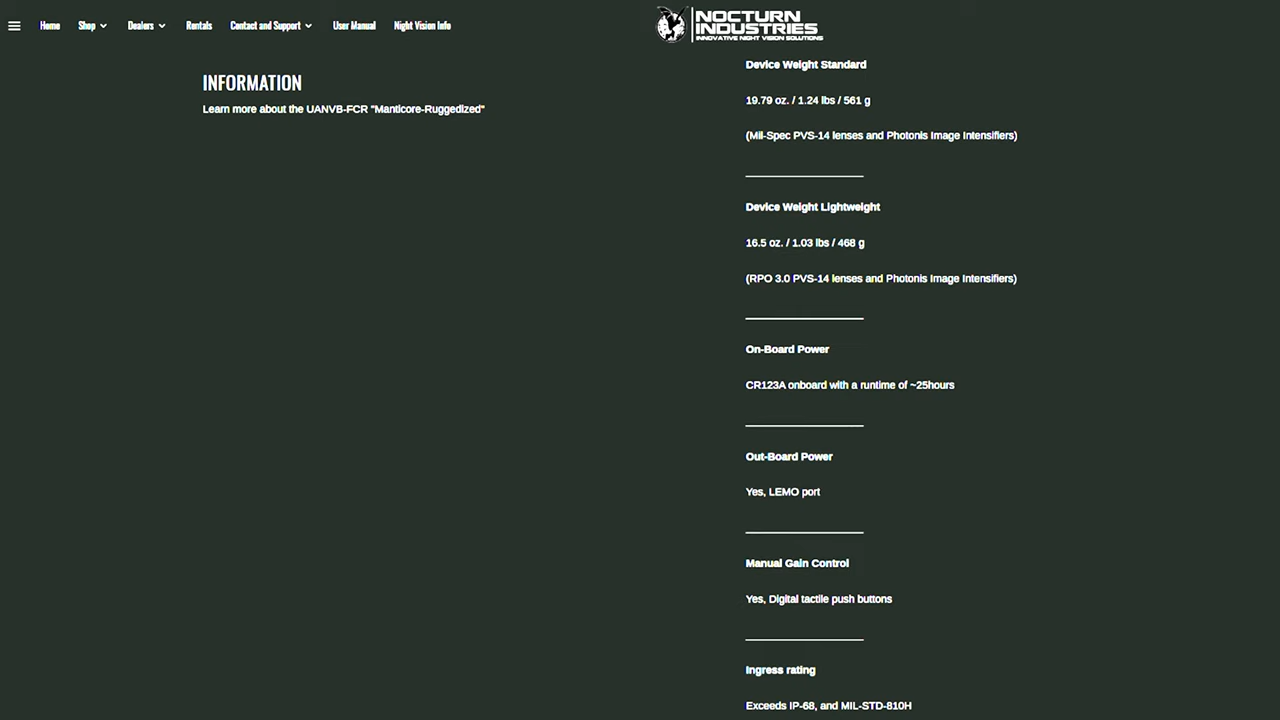 Home Shop Dealers Rentals Contact and Support User Manual Night Vision Info
NOCTURN
INDUSTRIES
INNOVATIVE NIGHT VISION SOLUTIONS
INFORMATION
Learn more about the UANVB-FCR "Manticore-Ruggedized"
Device Weight Standard
19.79 oz. / 1.24 lbs / 561 g
(Mil-Spec PVS-14 lenses and Photonis Image Intensifiers)
Device Weight Lightweight
16.5 oz. / 1.03 lbs / 468 g
(RPO 3.0 PVS-14 lenses and Photonis Image Intensifiers)
On-Board Power
CR123A onboard with a runtime of ~25hours
Out-Board Power
Yes, LEMO port
Manual Gain Control
Yes, Digital tactile push buttons
Ingress rating
Exceeds IP-68, and MIL-STD-810H